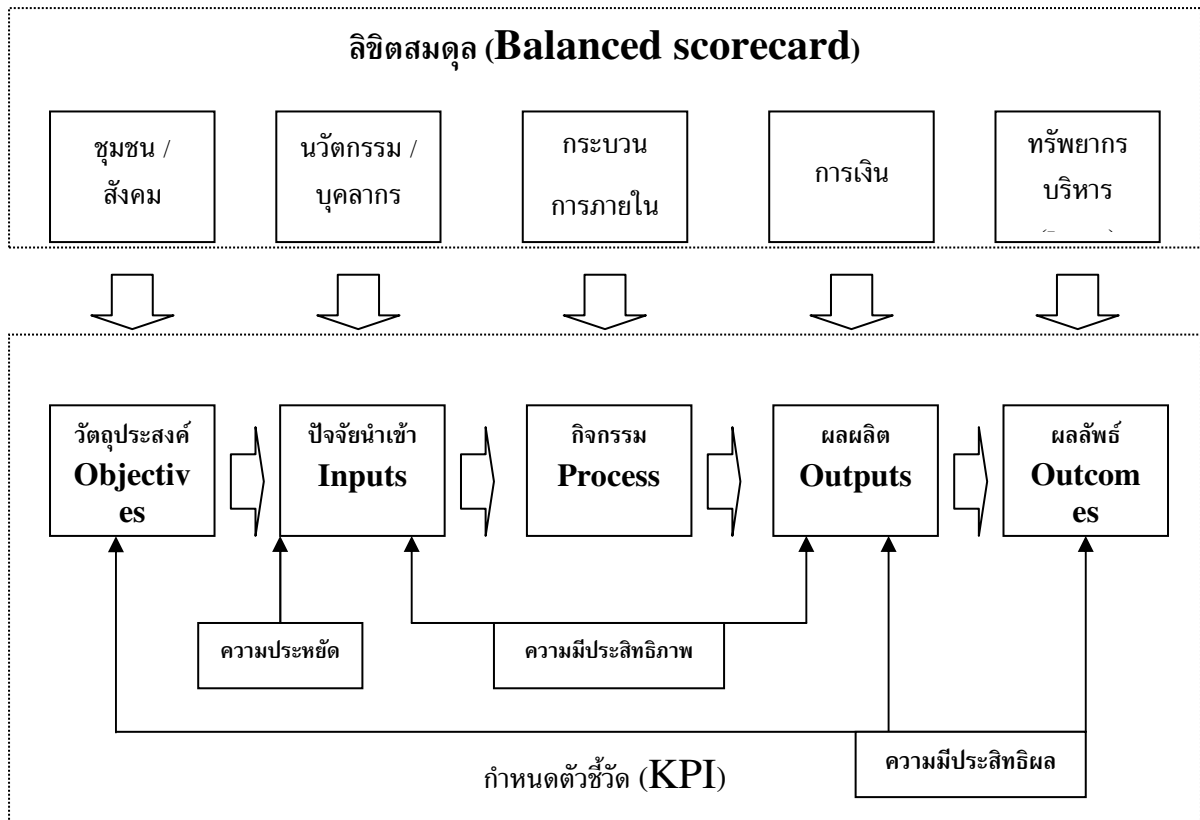 ลิขิตสมดุล (Balanced scorecard)
ชุมชน /
สังคม
นวัตกรรม /
บุคลากร
กระบวน
การภายใน
การเงิน
ทรัพยากร
บริหาร
วัตถุประสงค์
Objectiv
es
ปัจจัยนำเข้า
Inputs
กิจกรรม
Process
ผลผลิต
Outputs
ผลลัพธ์
Outcom
es
ความประหยัด
ความมีประสิทธิภาพ
ความมีประสิทธิผล
กำหนดตัวชี้วัด (KPI)